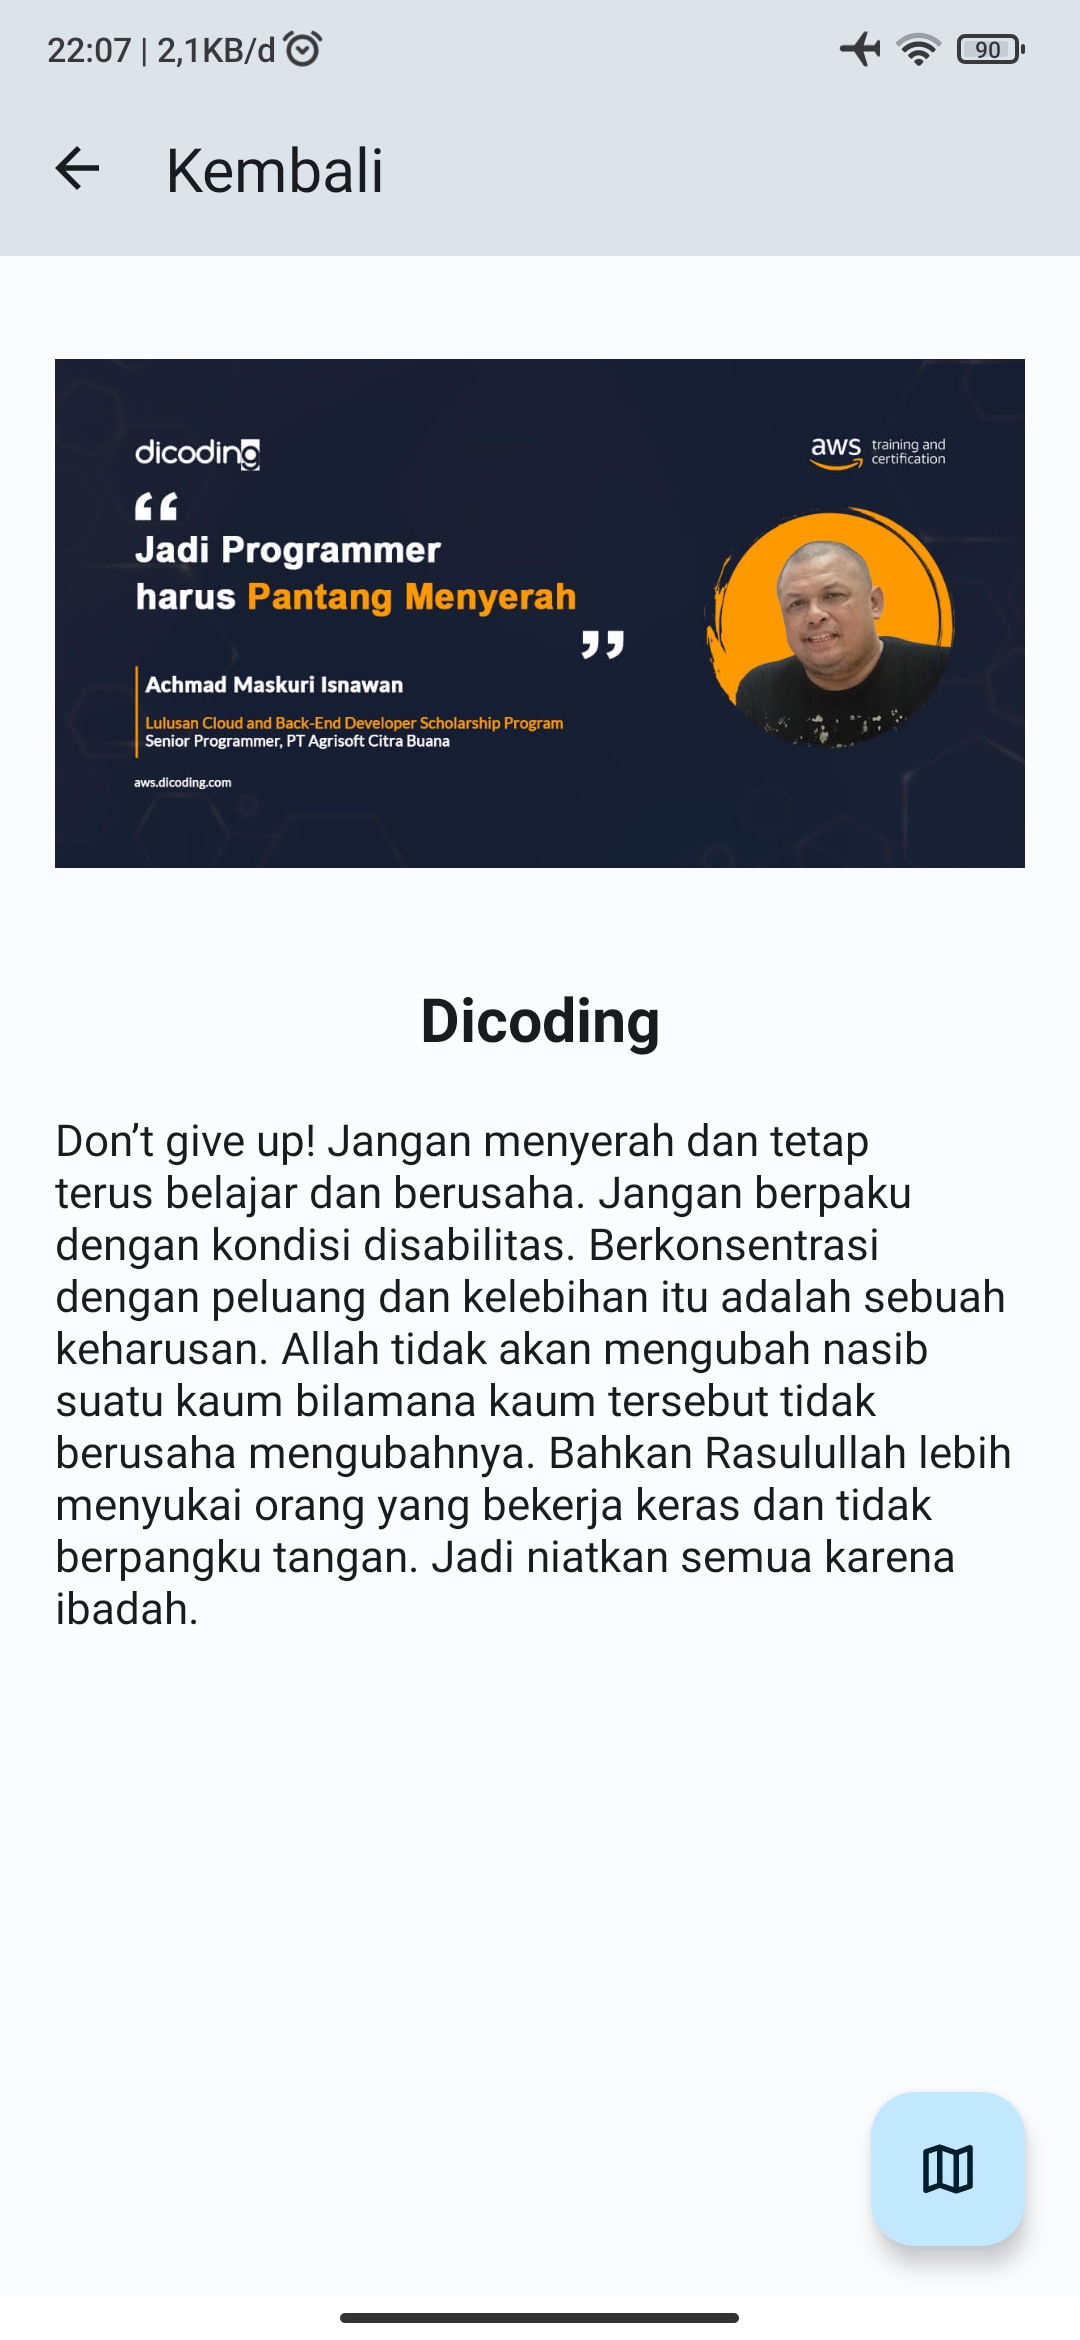 22:07 | 2,1KB/d
90
Kembali
dicoding
aws training and certification
“
Jadi Programmer
harus Pantang Menyerah
”
Achmad Maskuri Isnawan
Lulusan Cloud and Back-End Developer Scholarship Program
Senior Programmer, PT Agrisoft Citra Buana
aws.dicoding.com
Dicoding
Don’t give up! Jangan menyerah dan tetap
terus belajar dan berusaha. Jangan berpaku
dengan kondisi disabilitas. Berkonsentrasi
dengan peluang dan kelebihan itu adalah sebuah
keharusan. Allah tidak akan mengubah nasib
suatu kaum bilamana kaum tersebut tidak
berusaha mengubahnya. Bahkan Rasulullah lebih
menyukai orang yang bekerja keras dan tidak
berpangku tangan. Jadi niatkan semua karena
ibadah.